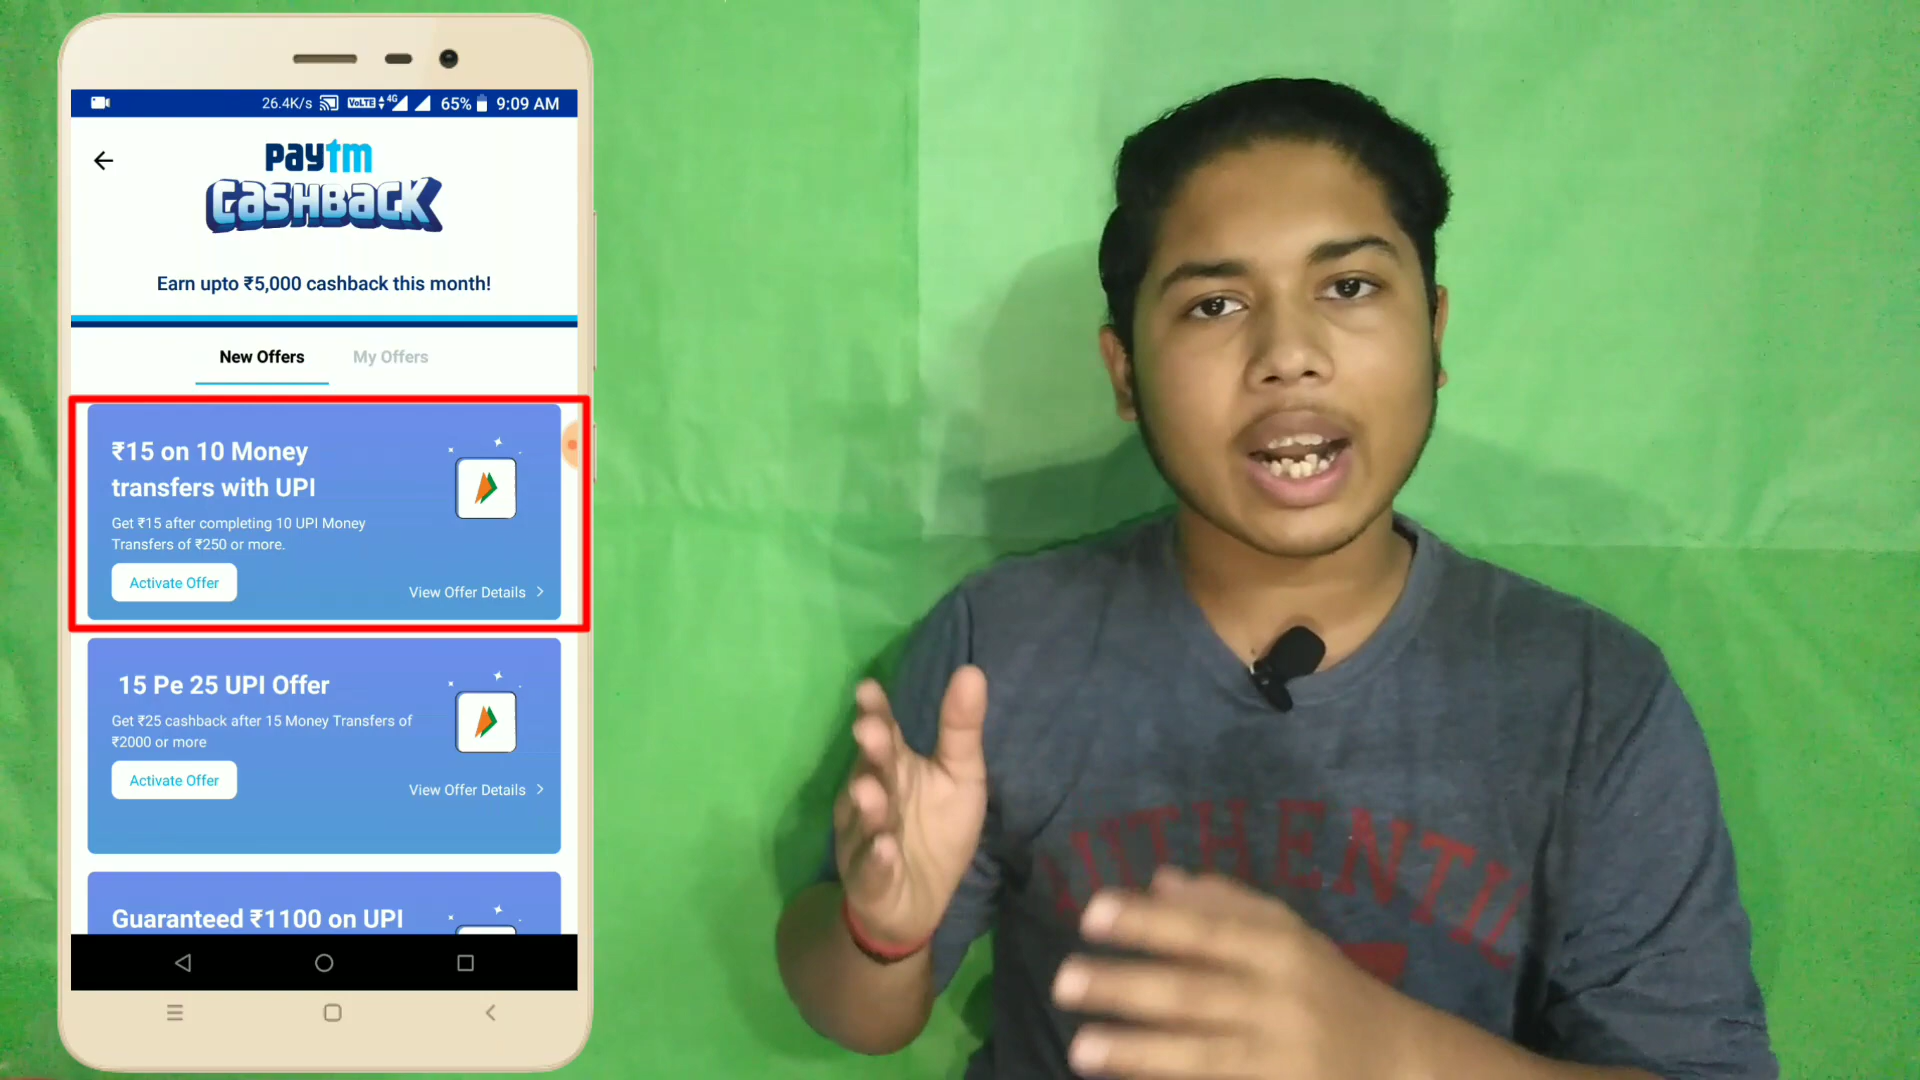 26.4K/s VoLTE 4G 65% 9:09 AM
paytm
CASHBACK
Earn upto ₹5,000 cashback this month!
New Offers My Offers
₹15 on 10 Money
transfers with UPI
Get ₹15 after completing 10 UPI Money
Transfers of ₹250 or more.
Activate Offer
View Offer Details
15 Pe 25 UPI Offer
Get ₹25 cashback after 15 Money Transfers of
₹2000 or more
Activate Offer
View Offer Details
Guaranteed ₹1100 on UPI
AUTHENTIC